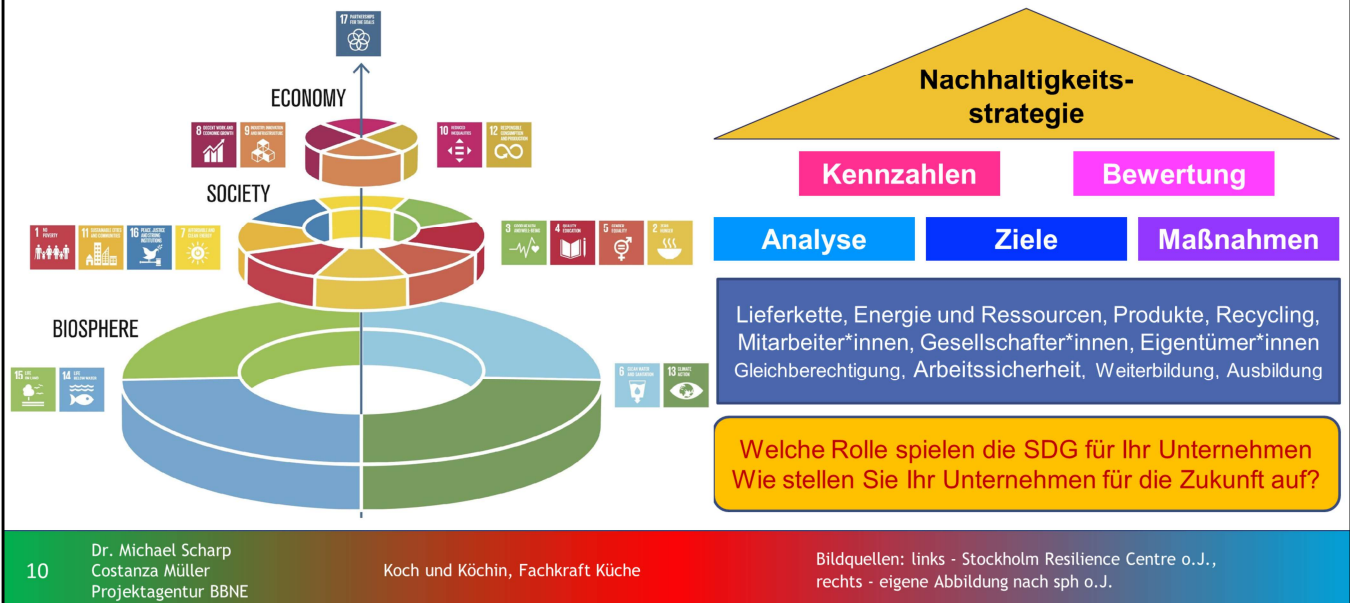 17 PARTNERSHIPS
FOR THE GOALS
ECONOMY
8 DECENT WORK AND
ECONOMIC GROWTH
9 INDUSTRY, INNOVATION
AND INFRASTRUCTURE
10 REDUCED
INEQUALITIES
12 RESPONSIBLE
CONSUMPTION
AND PRODUCTION
SOCIETY
1 NO
POVERTY
11 SUSTAINABLE CITIES
AND COMMUNITIES
16 PEACE, JUSTICE
AND STRONG
INSTITUTIONS
7 AFFORDABLE AND
CLEAN ENERGY
3 GOOD HEALTH
AND WELL-BEING
4 QUALITY
EDUCATION
5 GENDER
EQUALITY
2 ZERO
HUNGER
BIOSPHERE
15 LIFE
ON LAND
14 LIFE
BELOW WATER
6 CLEAN WATER
AND SANITATION
13 CLIMATE
ACTION
Nachhaltigkeits-
strategie
Kennzahlen
Bewertung
Analyse
Ziele
Maßnahmen
Lieferkette, Energie und Ressourcen, Produkte, Recycling,
Mitarbeiter*innen, Gesellschafter*innen, Eigentümer*innen
Gleichberechtigung, Arbeitssicherheit, Weiterbildung, Ausbildung
Welche Rolle spielen die SDG für Ihr Unternehmen
Wie stellen Sie Ihr Unternehmen für die Zukunft auf?
10
Dr. Michael Scharp
Costanza Müller
Projektagentur BBNE
Koch und Köchin, Fachkraft Küche
Bildquellen: links - Stockholm Resilience Centre o.J.,
rechts - eigene Abbildung nach sph o.J.